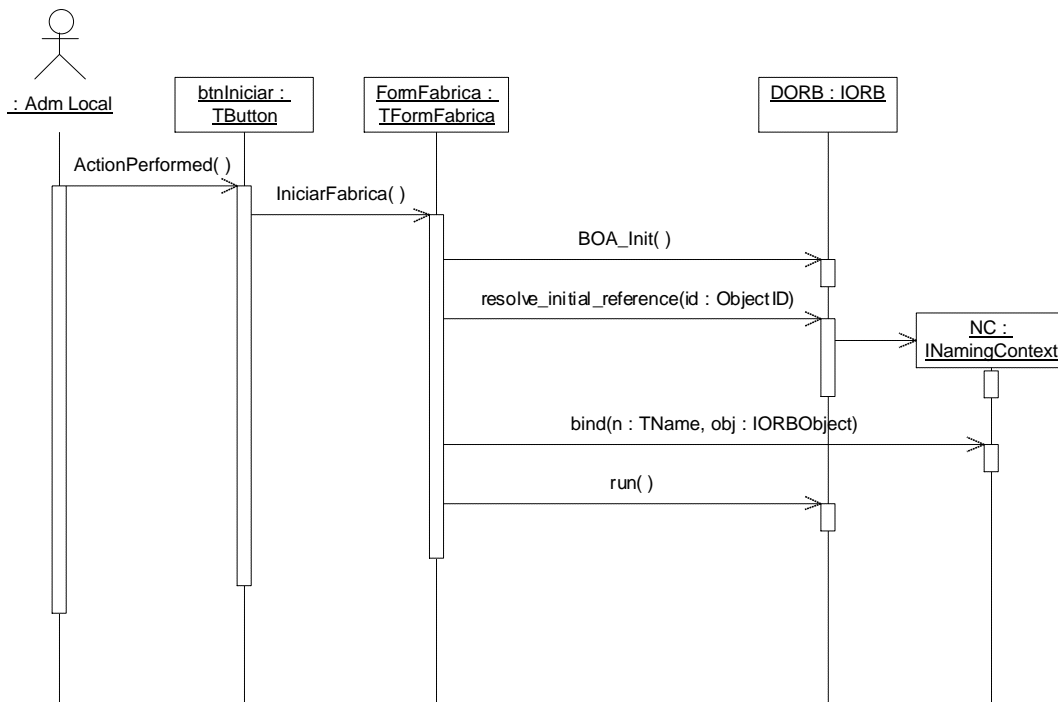 : Adm Local
btnIniciar :
TButton
FormFabrica :
TFormFabrica
DORB : IORB
ActionPerformed( )
IniciarFabrica( )
BOA_Init( )
resolve_initial_reference(id : ObjectID)
NC :
INamingContext
bind(n : TName, obj : IORBObject)
run( )